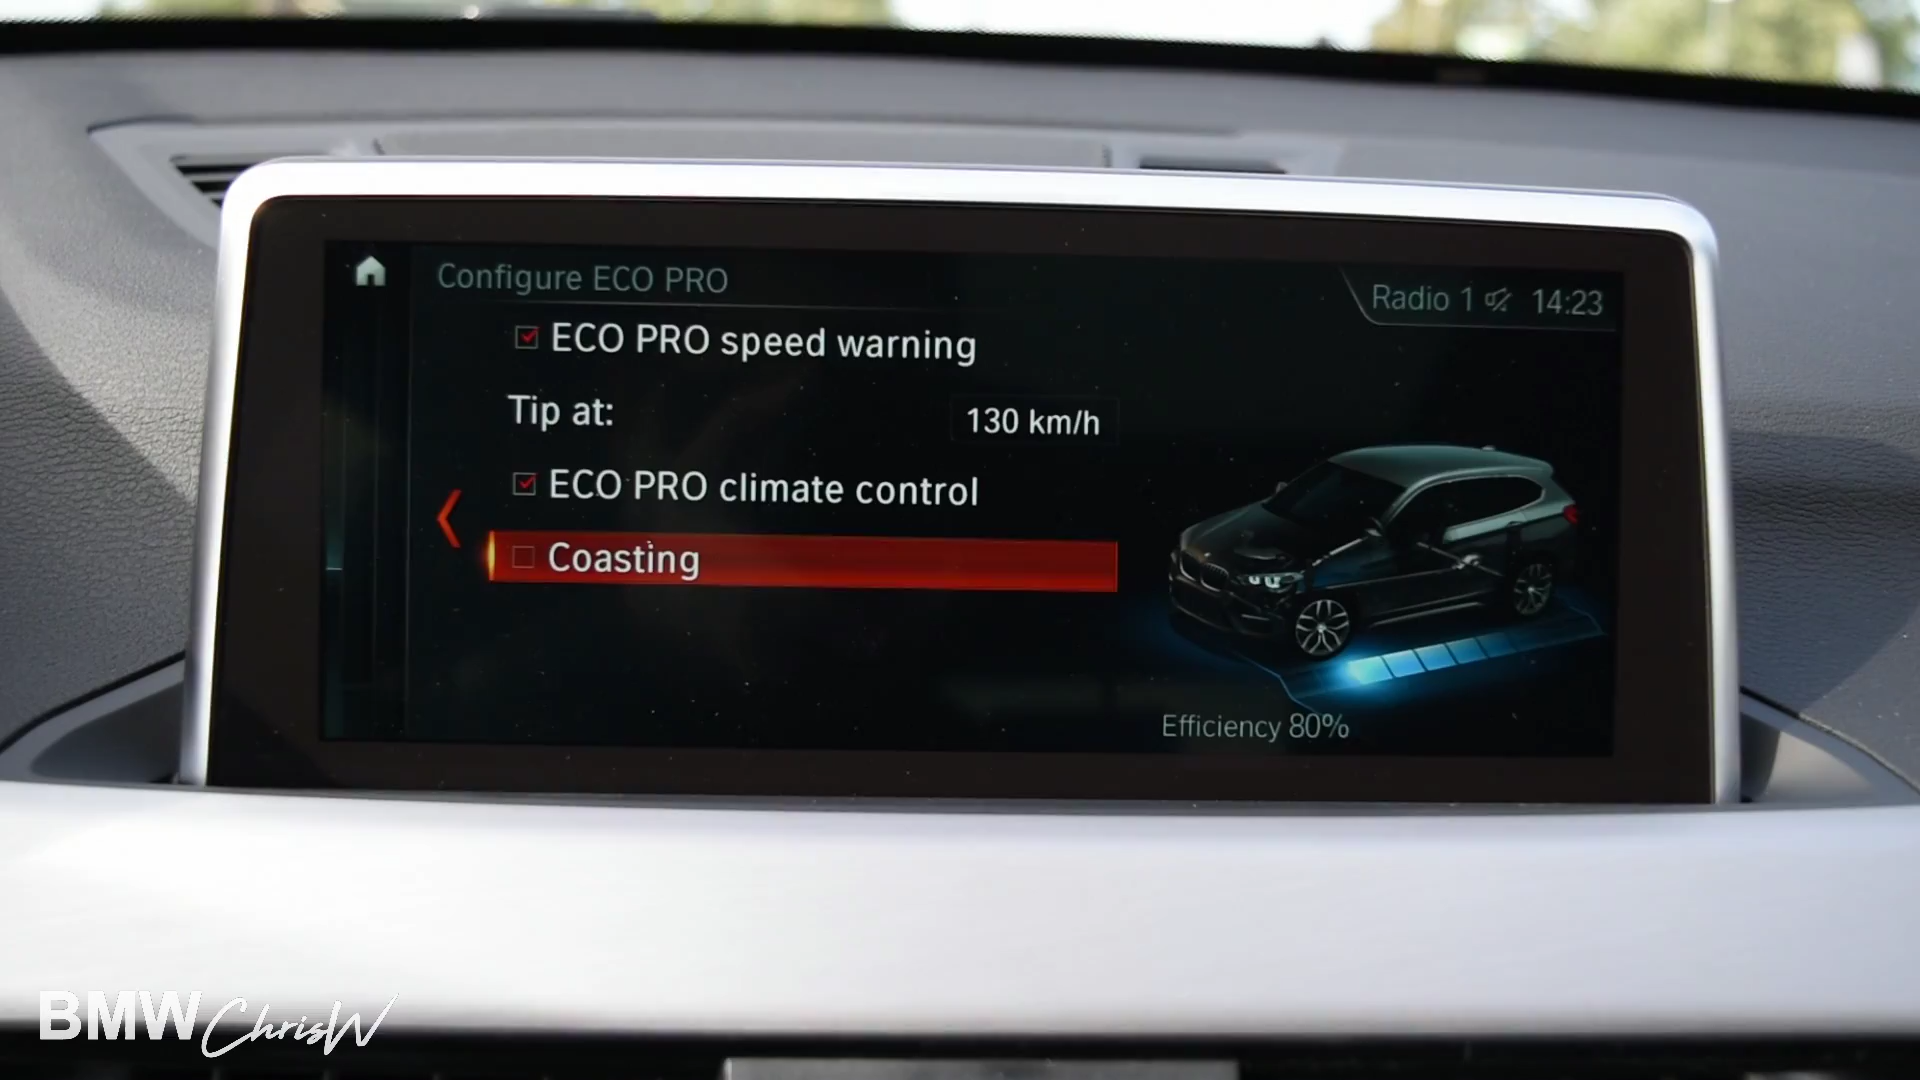 Configure ECO PRO
Radio 1 14:23
ECO PRO speed warning
Tip at: 130 km/h
ECO PRO climate control
Coasting
Efficiency 80%
BMW ChrisW